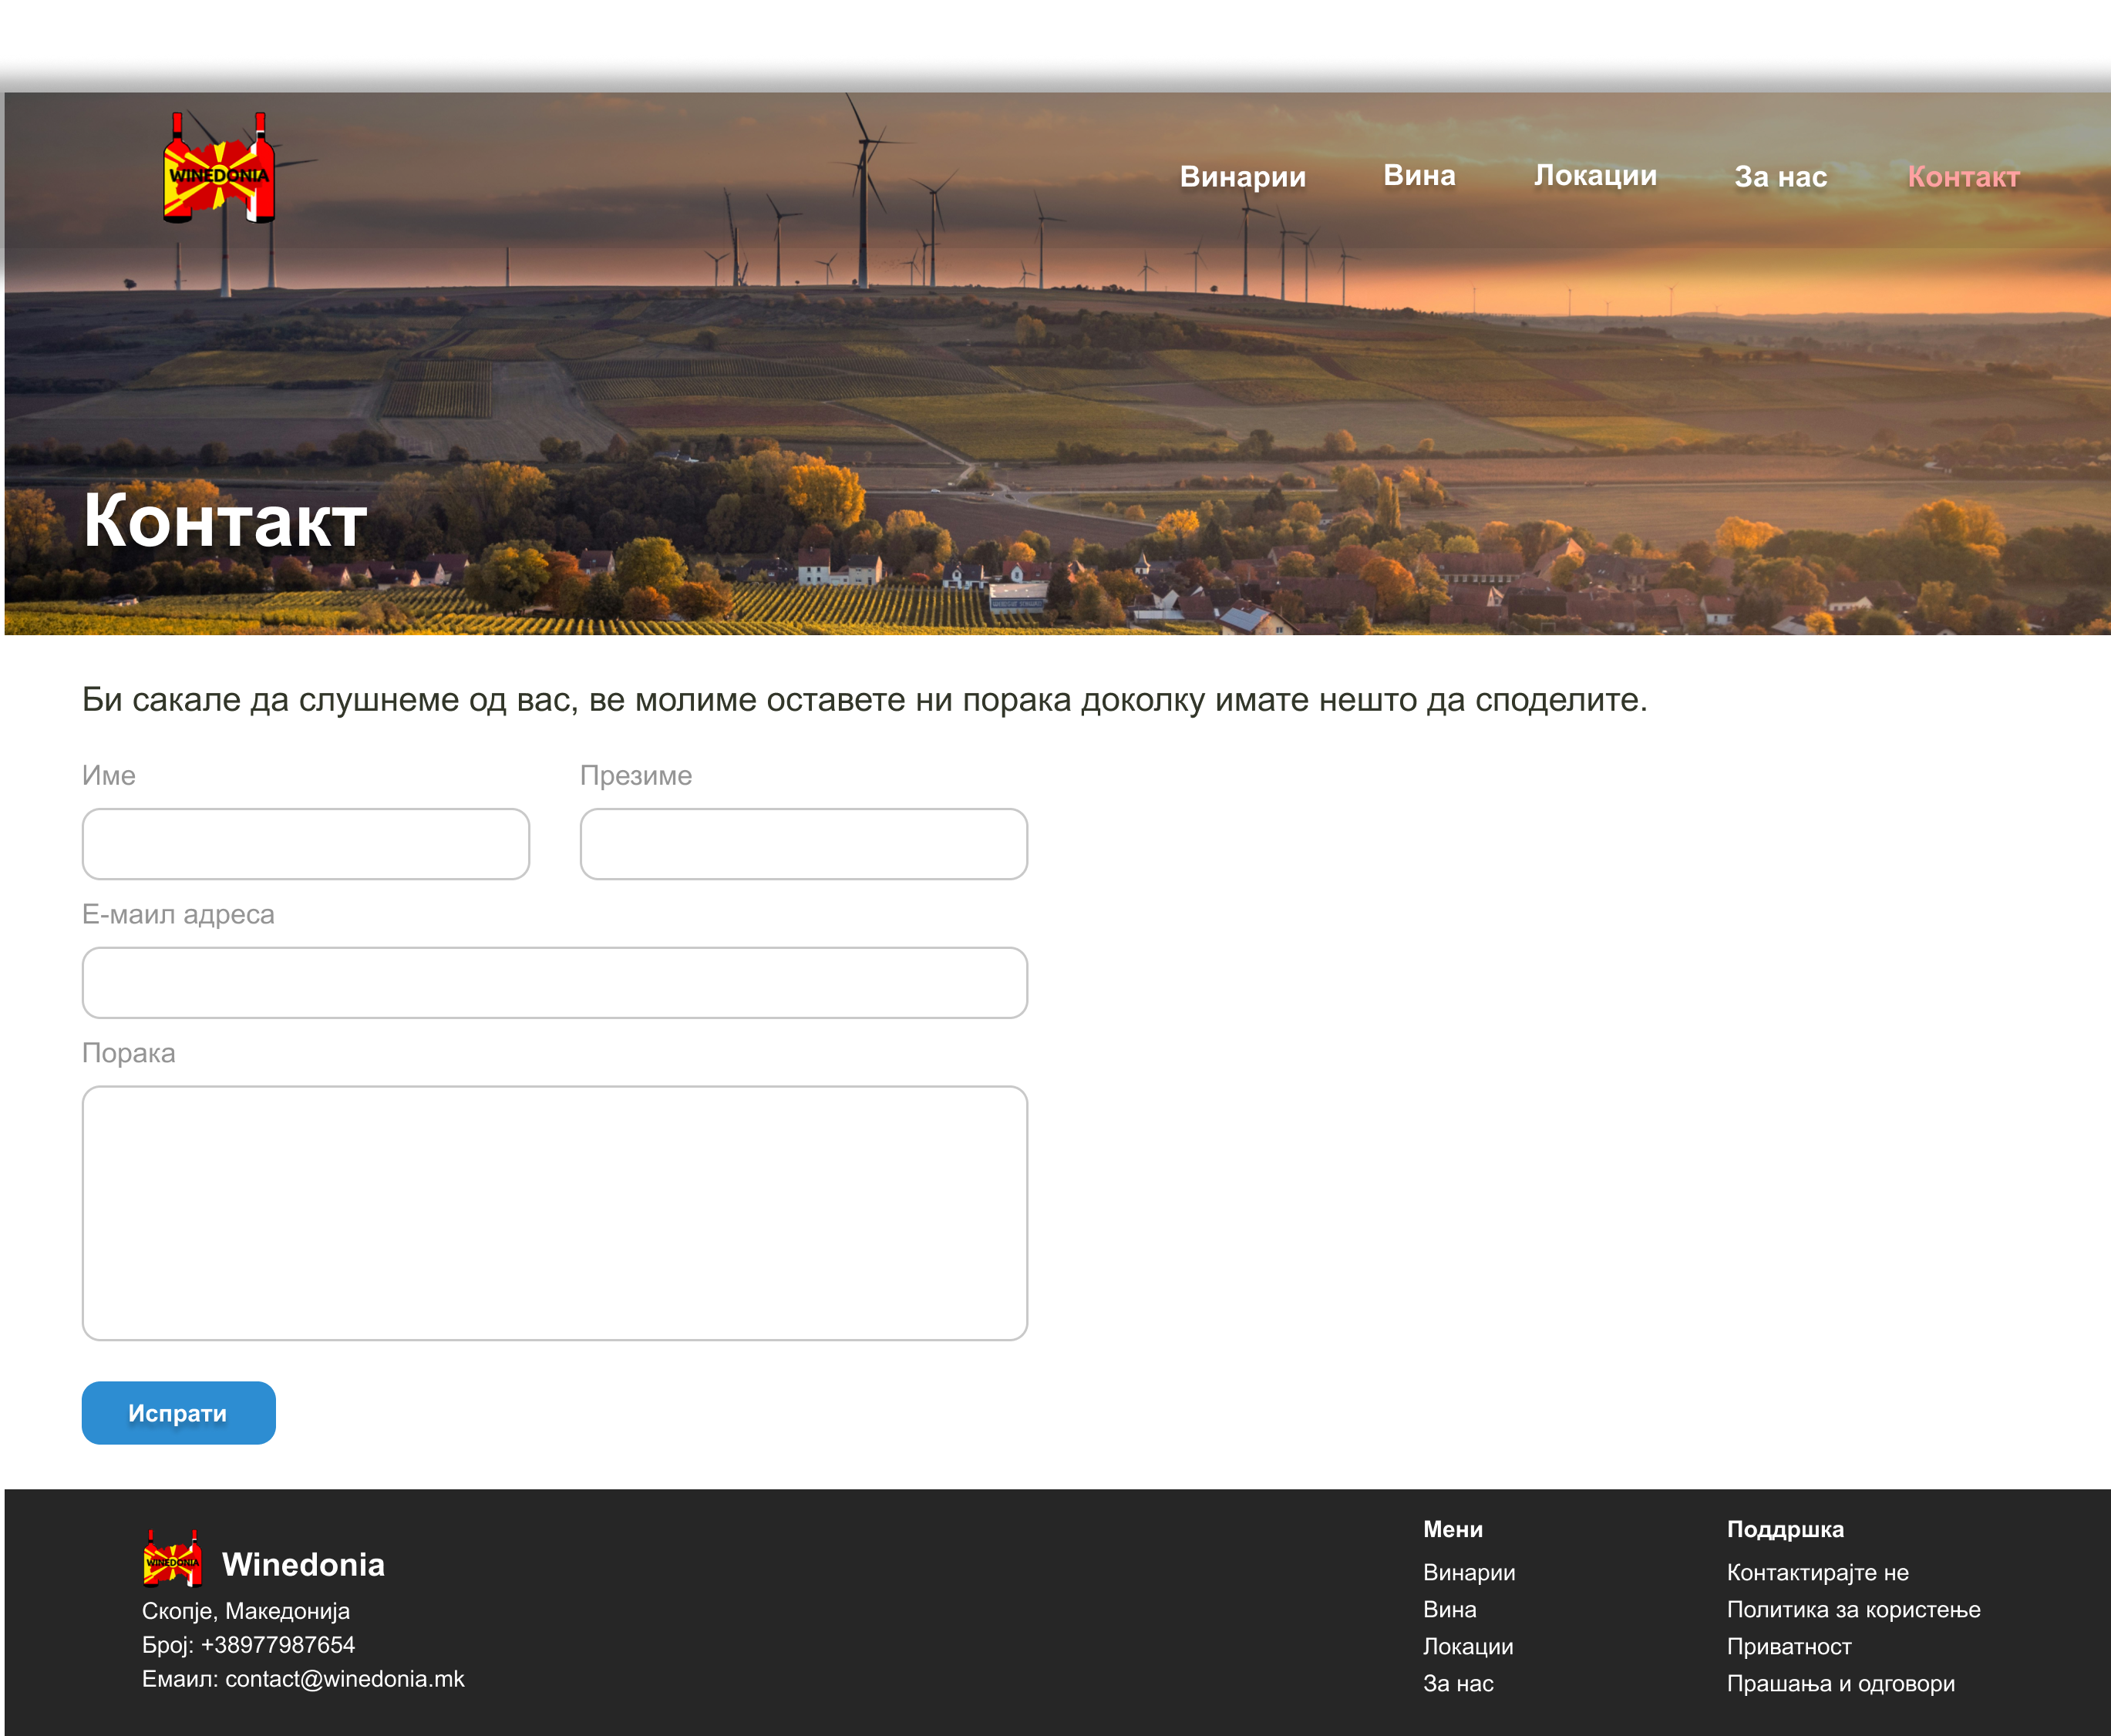 WINEDONIA
Винарии Вина Локации За нас Контакт
Контакт
Би сакале да слушнеме од вас, ве молиме оставете ни порака доколку имате нешто да споделите.
Име Презиме
Е-маил адреса
Порака
Испрати
WINEDONIA
Winedonia
Скопје, Македонија
Број: +38977987654
Емаил: contact@winedonia.mk
Мени
Винарии
Вина
Локации
За нас
Поддршка
Контактирајте не
Политика за користење
Приватност
Прашања и одговори